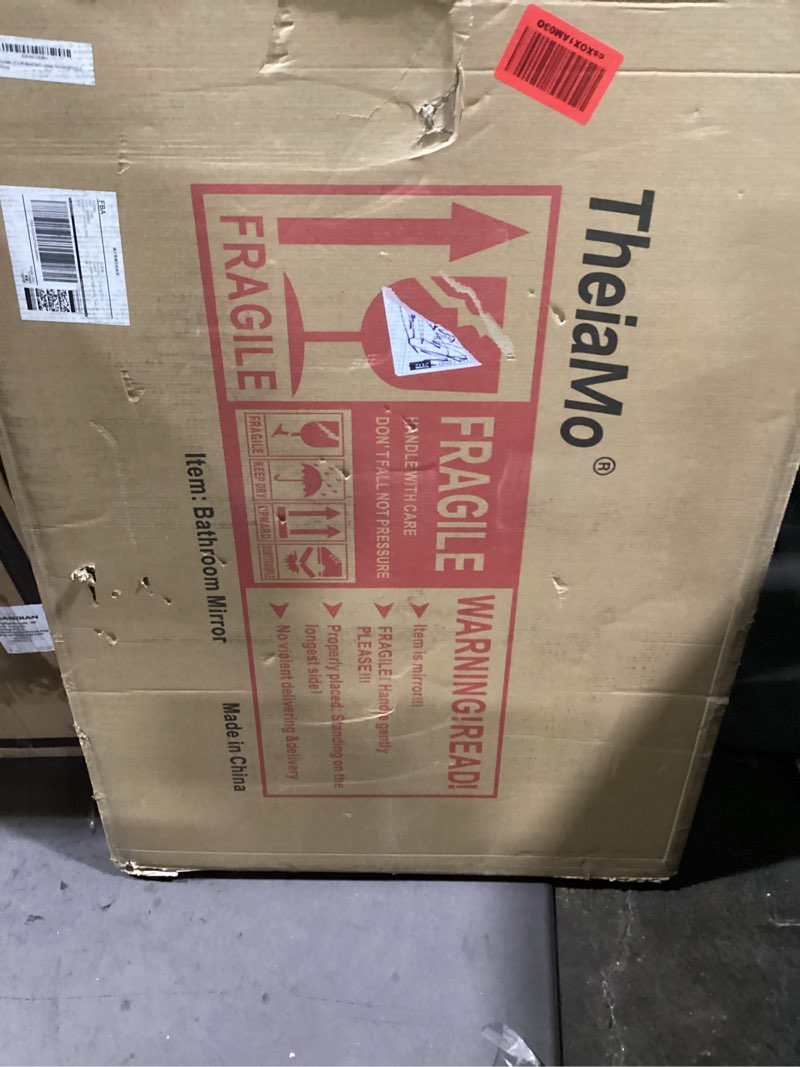 TheiaMo®
FRAGILE
FRAGILE
HANDLE WITH CARE
DON'T FALL NOT PRESSURE
FRAGILE
KEEP DRY
UPWARD
WARNING!READ!
Item is mirror!!!
FRAGILE! Handle gently
PLEASE!!!
Properly placed: Standing on the
longest side!
No violent delivering &delivery
Item: Bathroom Mirror
Made in China
FBA
csXOX1AM03O